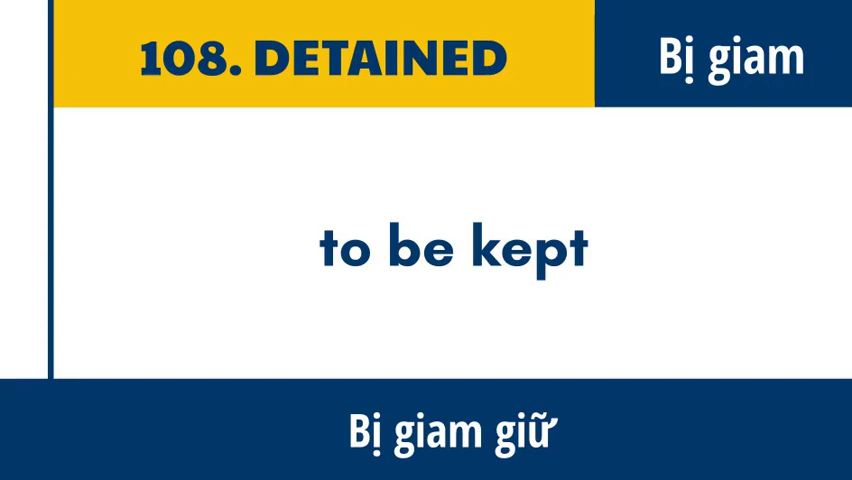 108. DETAINED
Bị giam
to be kept
Bị giam giữ